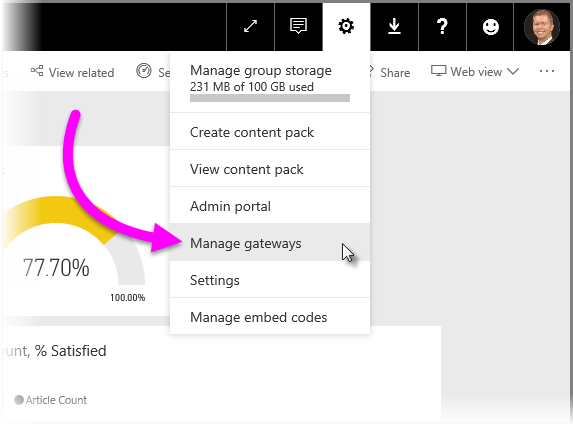 ?
View related
Se
Share
Web view
...
Manage group storage
231 MB of 100 GB used
Create content pack
View content pack
Admin portal
Manage gateways
Settings
Manage embed codes
77.70%
100.00%
unt, % Satisfied
Article Count